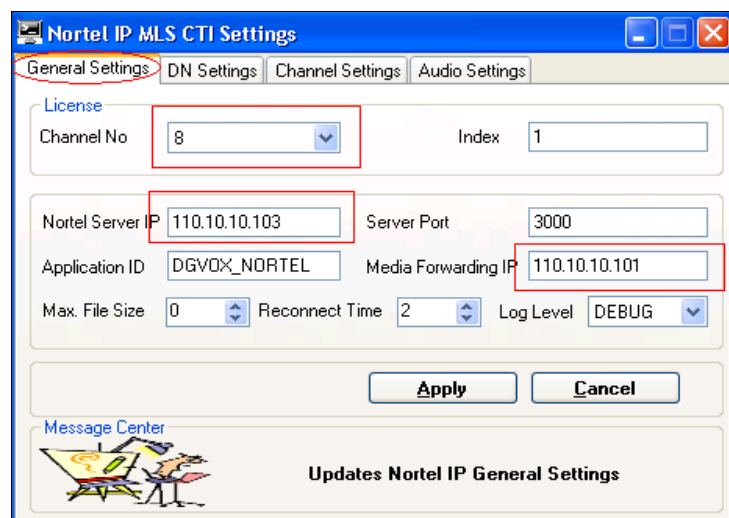 Nortel IP MLS CTI Settings
General Settings DN Settings Channel Settings Audio Settings
License
Channel No 8 Index 1
Nortel Server IP 110.10.10.103 Server Port 3000
Application ID DGVOX_NORTEL Media Forwarding IP 110.10.10.101
Max. File Size 0 Reconnect Time 2 Log Level DEBUG
Apply Cancel
Message Center
Updates Nortel IP General Settings